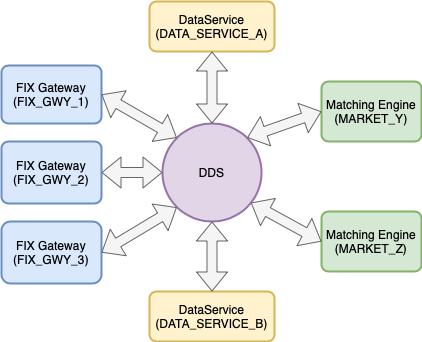 DataService
(DATA_SERVICE_A)
FIX Gateway
(FIX_GWY_1)
Matching Engine
(MARKET_Y)
FIX Gateway
(FIX_GWY_2)
DDS
FIX Gateway
(FIX_GWY_3)
Matching Engine
(MARKET_Z)
DataService
(DATA_SERVICE_B)